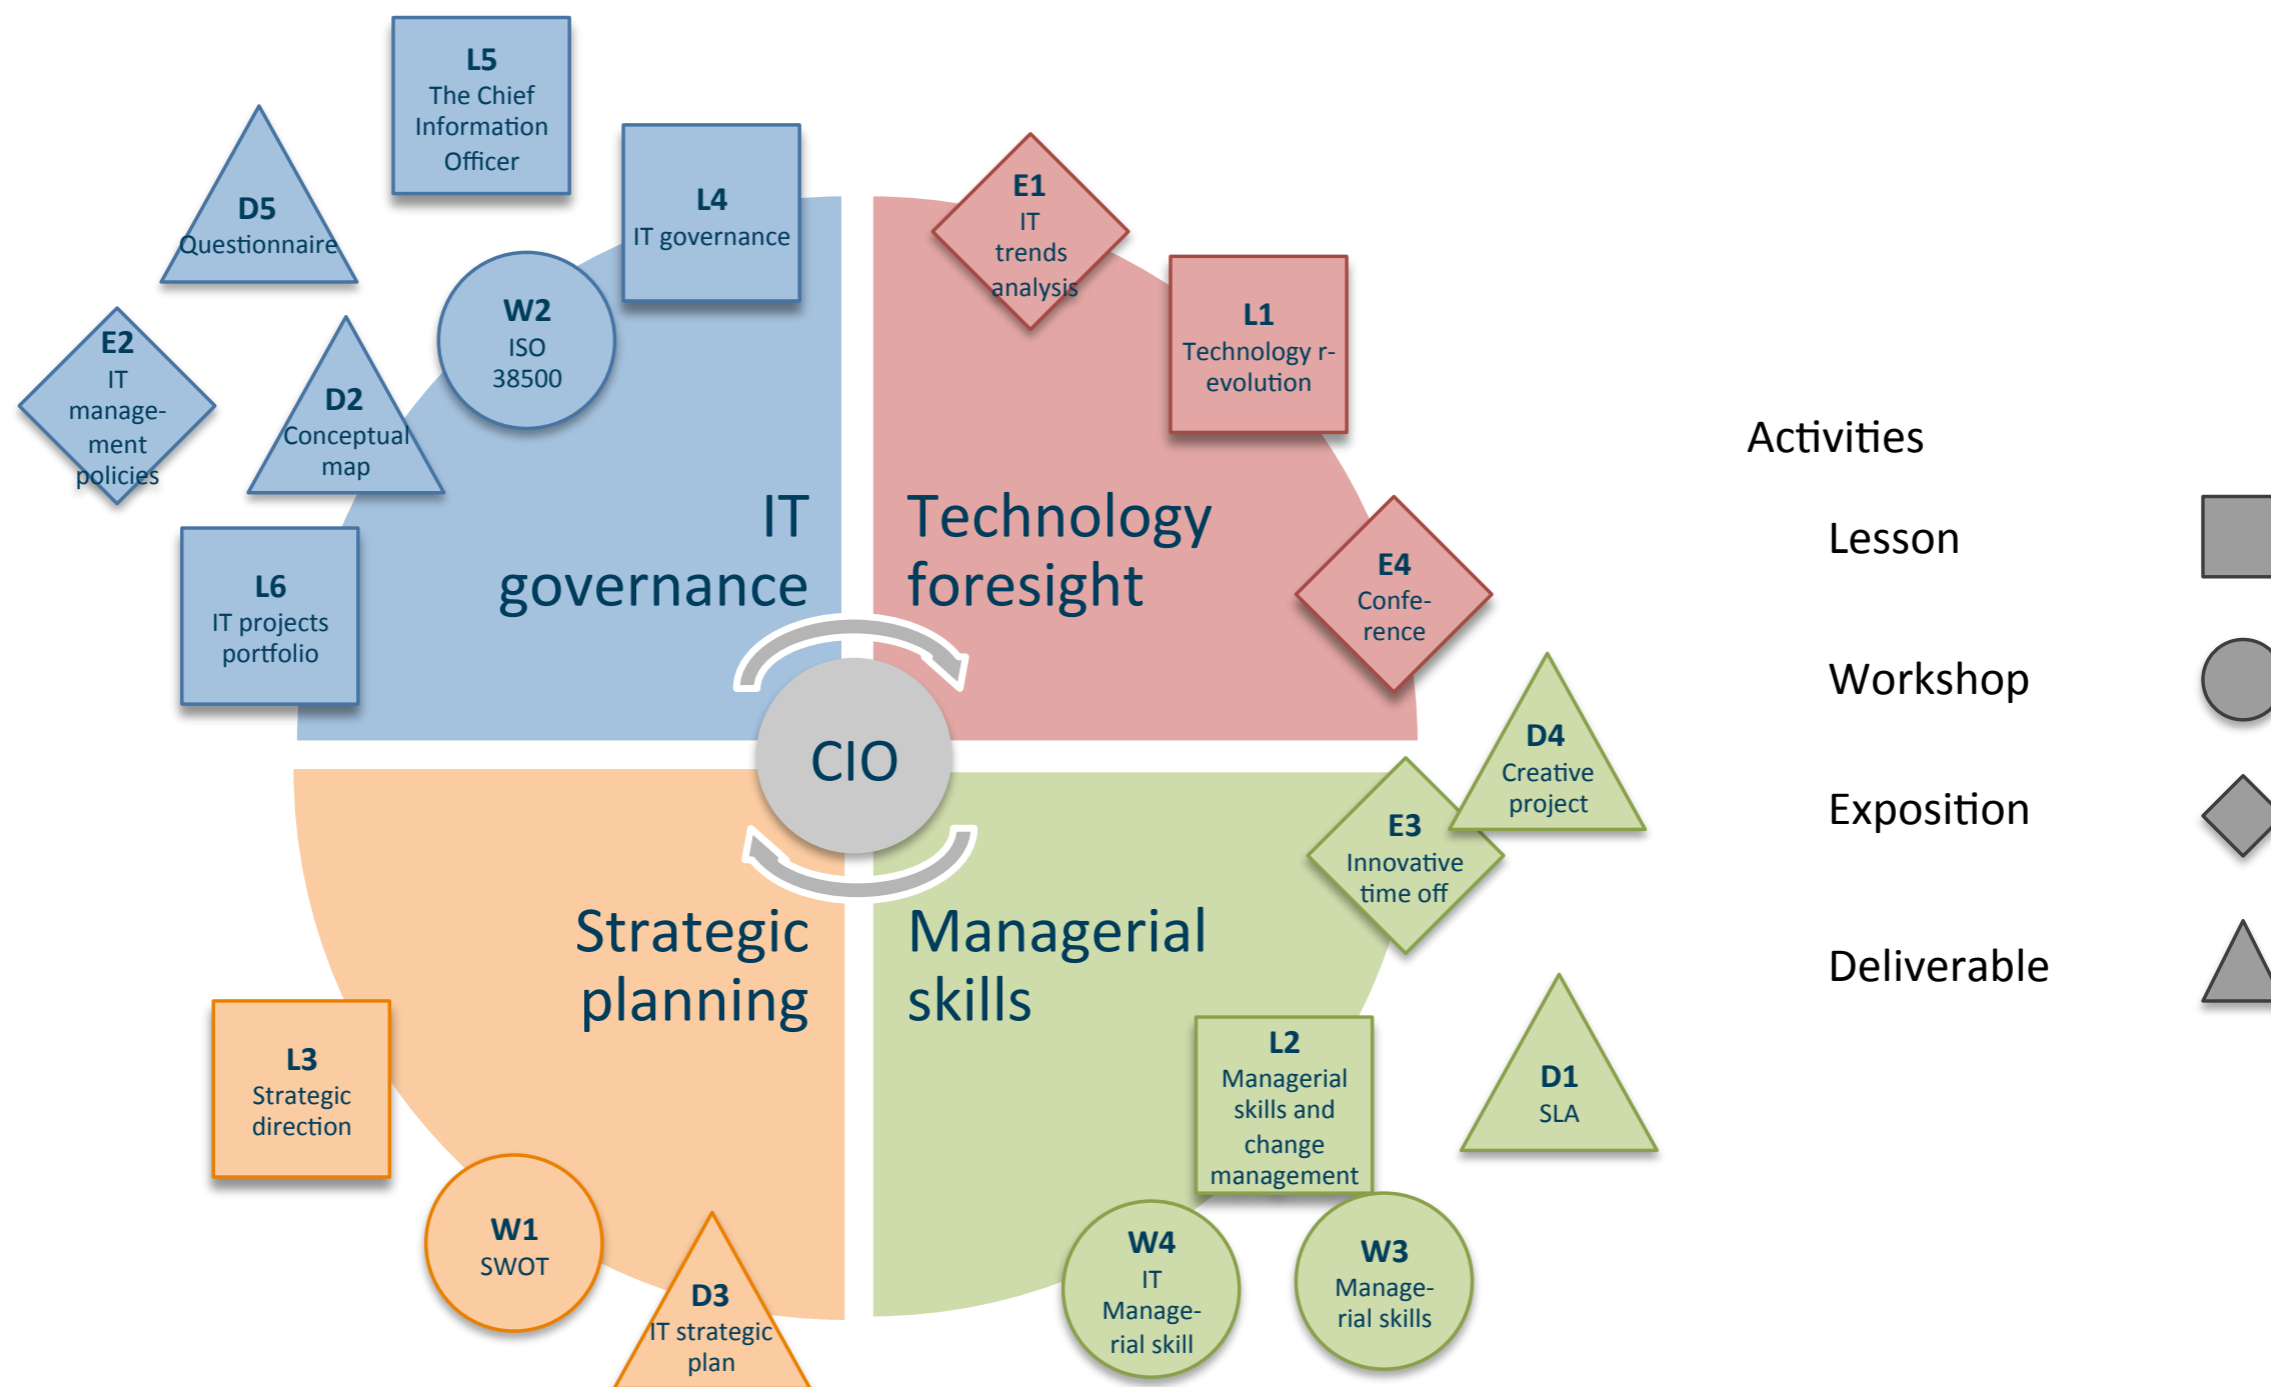 L5
The Chief
Information
Officer
D5
Questionnaire
L4
IT governance
W2
ISO
38500
E2
IT
manage-
ment
policies
D2
Conceptual
map
L6
IT projects
portfolio
IT
governance
E1
IT
trends
analysis
L1
Technology r-
evolution
E4
Confe-
rence
Technology
foresight
CIO
Strategic
planning
L3
Strategic
direction
W1
SWOT
D3
IT strategic
plan
Managerial
skills
D4
Creative
project
E3
Innovative
time off
L2
Managerial
skills and
change
management
D1
SLA
W4
IT
Manage-
rial skill
W3
Manage-
rial skills
Activities
Lesson
Workshop
Exposition
Deliverable